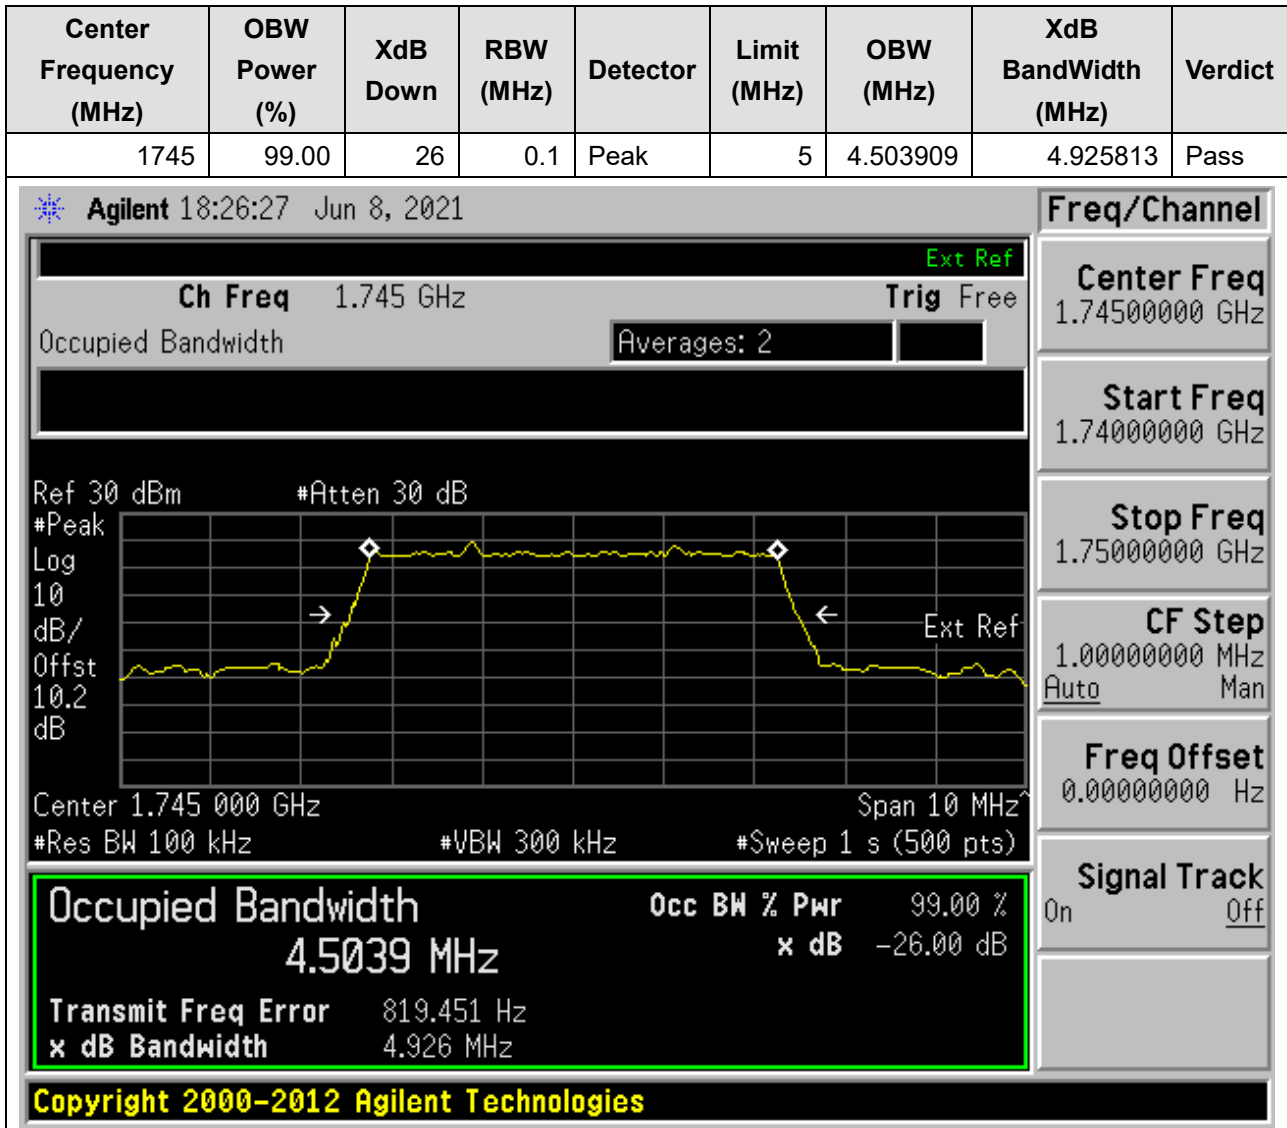 Center Frequency (MHz) OBW Power (%) XdB Down RBW (MHz) Detector Limit (MHz) OBW (MHz) XdB BandWidth (MHz) Verdict
1745 99.00 26 0.1 Peak 5 4.503909 4.925813 Pass
Agilent 18:26:27 Jun 8, 2021
Freq/Channel
Ext Ref
Ch Freq 1.745 GHz Trig Free
Occupied Bandwidth Averages: 2
Center Freq
1.74500000 GHz
Start Freq
1.74000000 GHz
Stop Freq
1.75000000 GHz
CF Step
1.00000000 MHz
Auto Man
Freq Offset
0.00000000 Hz
Signal Track
On Off
Ref 30 dBm #Atten 30 dB
#Peak
Log
10
dB/
Offst
10.2
dB
Ext Ref
Center 1.745 000 GHz Span 10 MHz^
#Res BW 100 kHz #VBW 300 kHz #Sweep 1 s (500 pts)
Occupied Bandwidth
4.5039 MHz
Occ BW % Pwr 99.00 %
x dB -26.00 dB
Transmit Freq Error 819.451 Hz
x dB Bandwidth 4.926 MHz
Copyright 2000-2012 Agilent Technologies